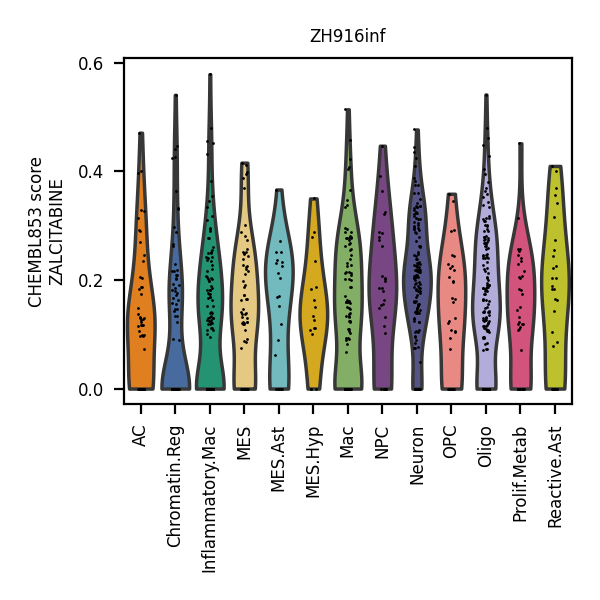 ZH916inf
CHEMBL853 score
ZALCITABINE
0.6
0.4
0.2
0.0
AC
Chromatin.Reg
Inflammatory.Mac
MES
MES.Ast
MES.Hyp
Mac
NPC
Neuron
OPC
Oligo
Prolif.Metab
Reactive.Ast